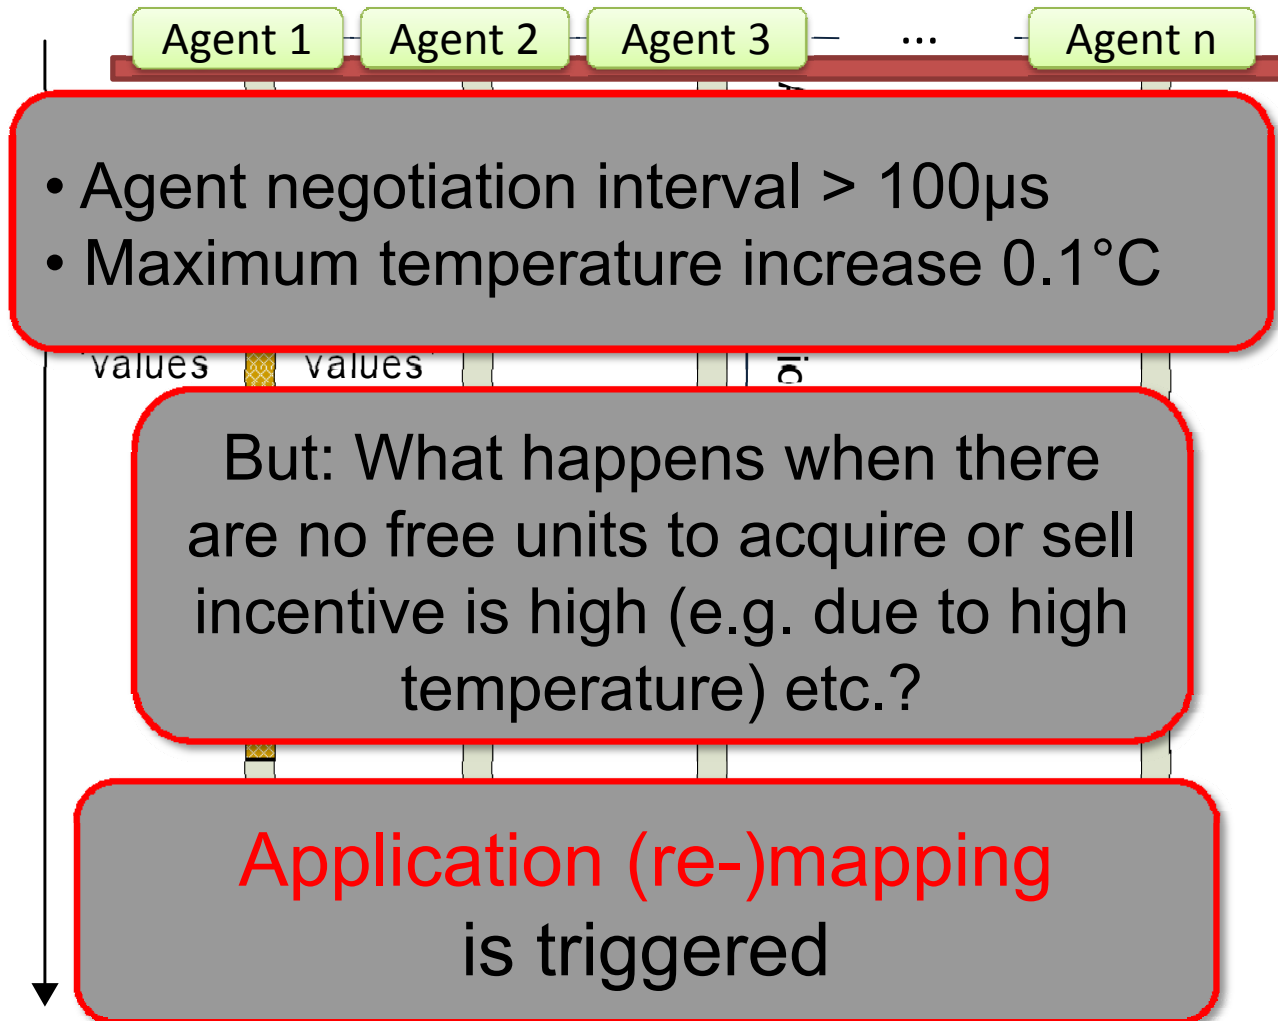 Agent 1 Agent 2 Agent 3 ... Agent n
• Agent negotiation interval > 100µs
• Maximum temperature increase 0.1°C
values values
But: What happens when there
are no free units to acquire or sell
incentive is high (e.g. due to high
temperature) etc.?
Application (re-)mapping
is triggered